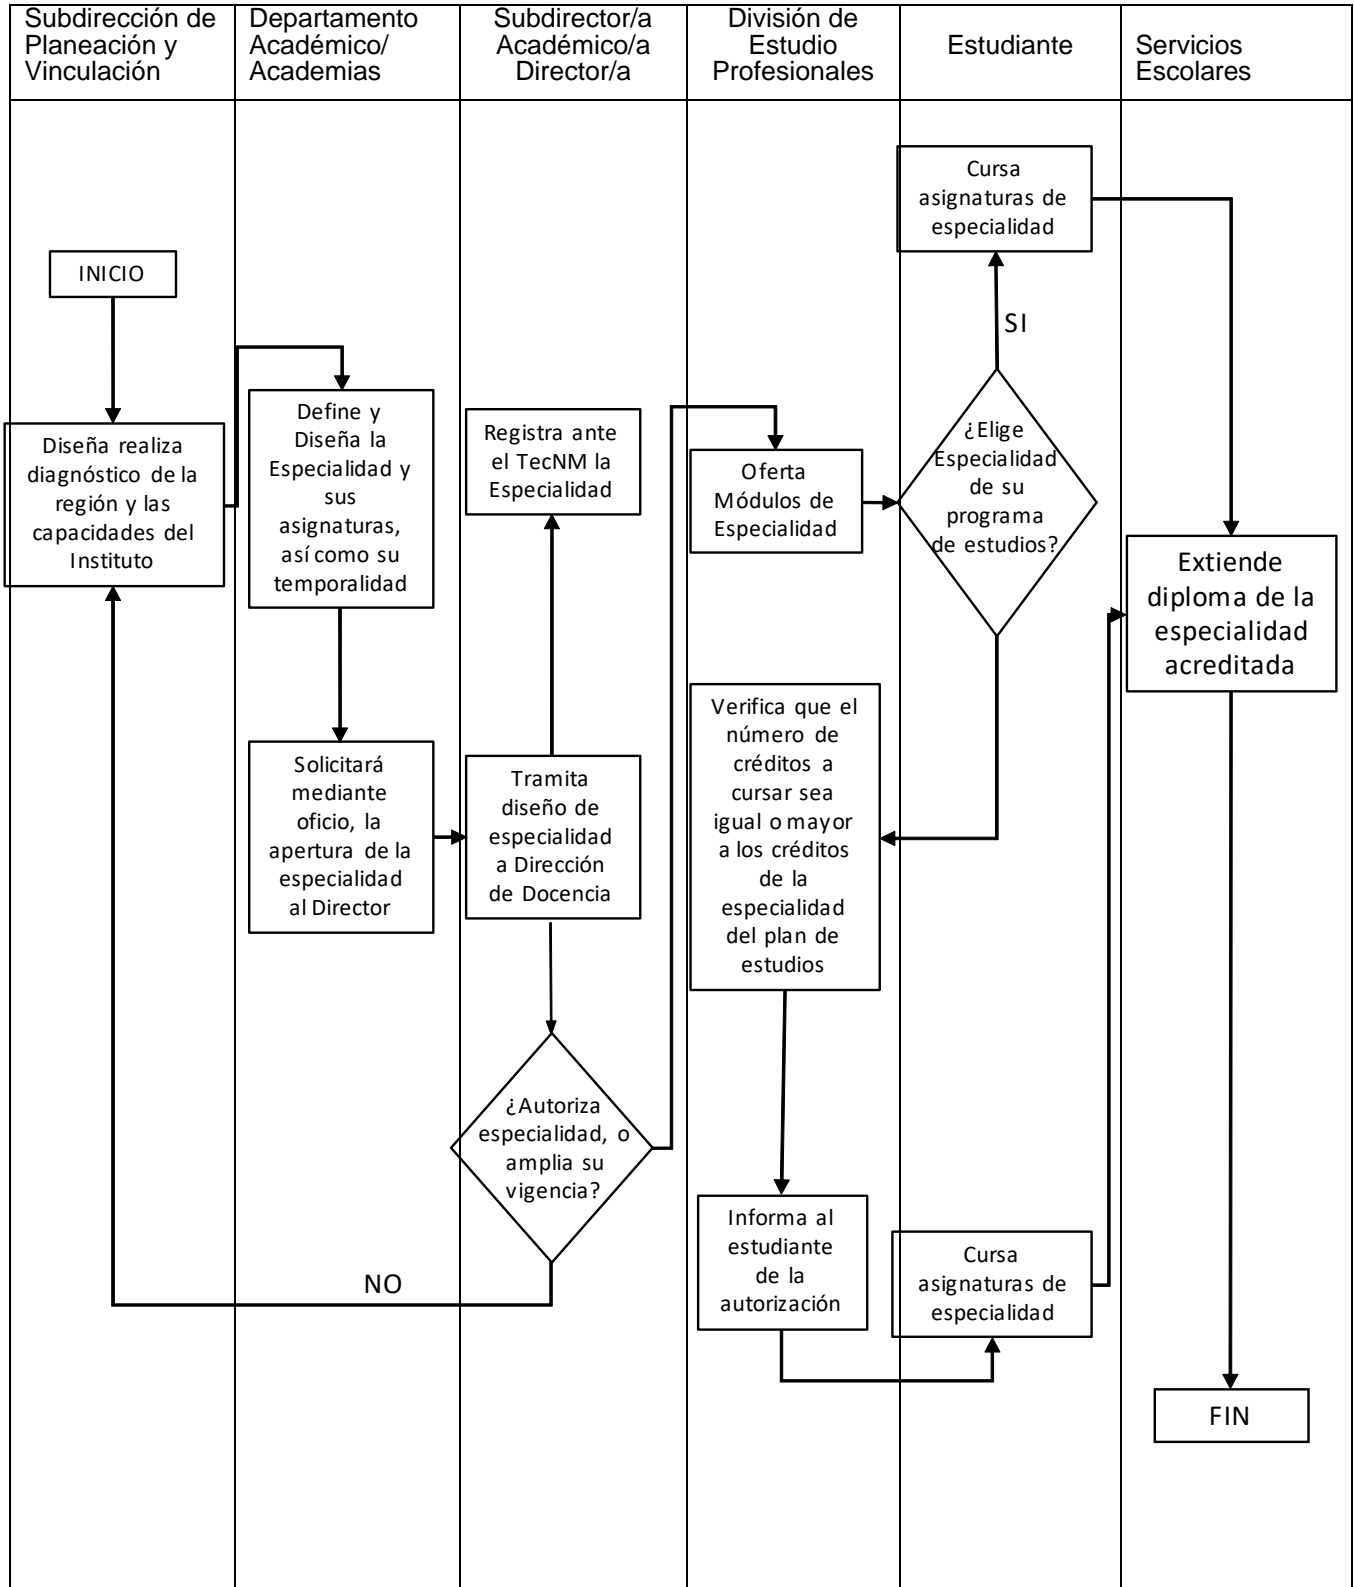 Subdirección de
Planeación y
Vinculación
Departamento
Académico/
Academias
Subdirector/a
Académico/a
Director/a
División de
Estudio
Profesionales
Estudiante
Servicios
Escolares
INICIO
Diseña realiza
diagnóstico de la
región y las
capacidades del
Instituto
Define y
Diseña la
Especialidad y
sus
asignaturas,
así como su
temporalidad
Solicitará
mediante
oficio, la
apertura de la
especialidad
al Director
Registra ante
el TecNM la
Especialidad
Tramita
diseño de
especialidad
a Dirección
de Docencia
¿Autoriza
especialidad, o
amplia su
vigencia?
NO
Oferta
Módulos de
Especialidad
Verifica que el
número de
créditos a
cursar sea
igual o mayor
a los créditos
de la
especialidad
del plan de
estudios
Informa al
estudiante
de la
autorización
Cursa
asignaturas de
especialidad
SI
¿Elige
Especialidad
de su
programa
de estudios?
Cursa
asignaturas de
especialidad
Extiende
diploma de la
especialidad
acreditada
FIN